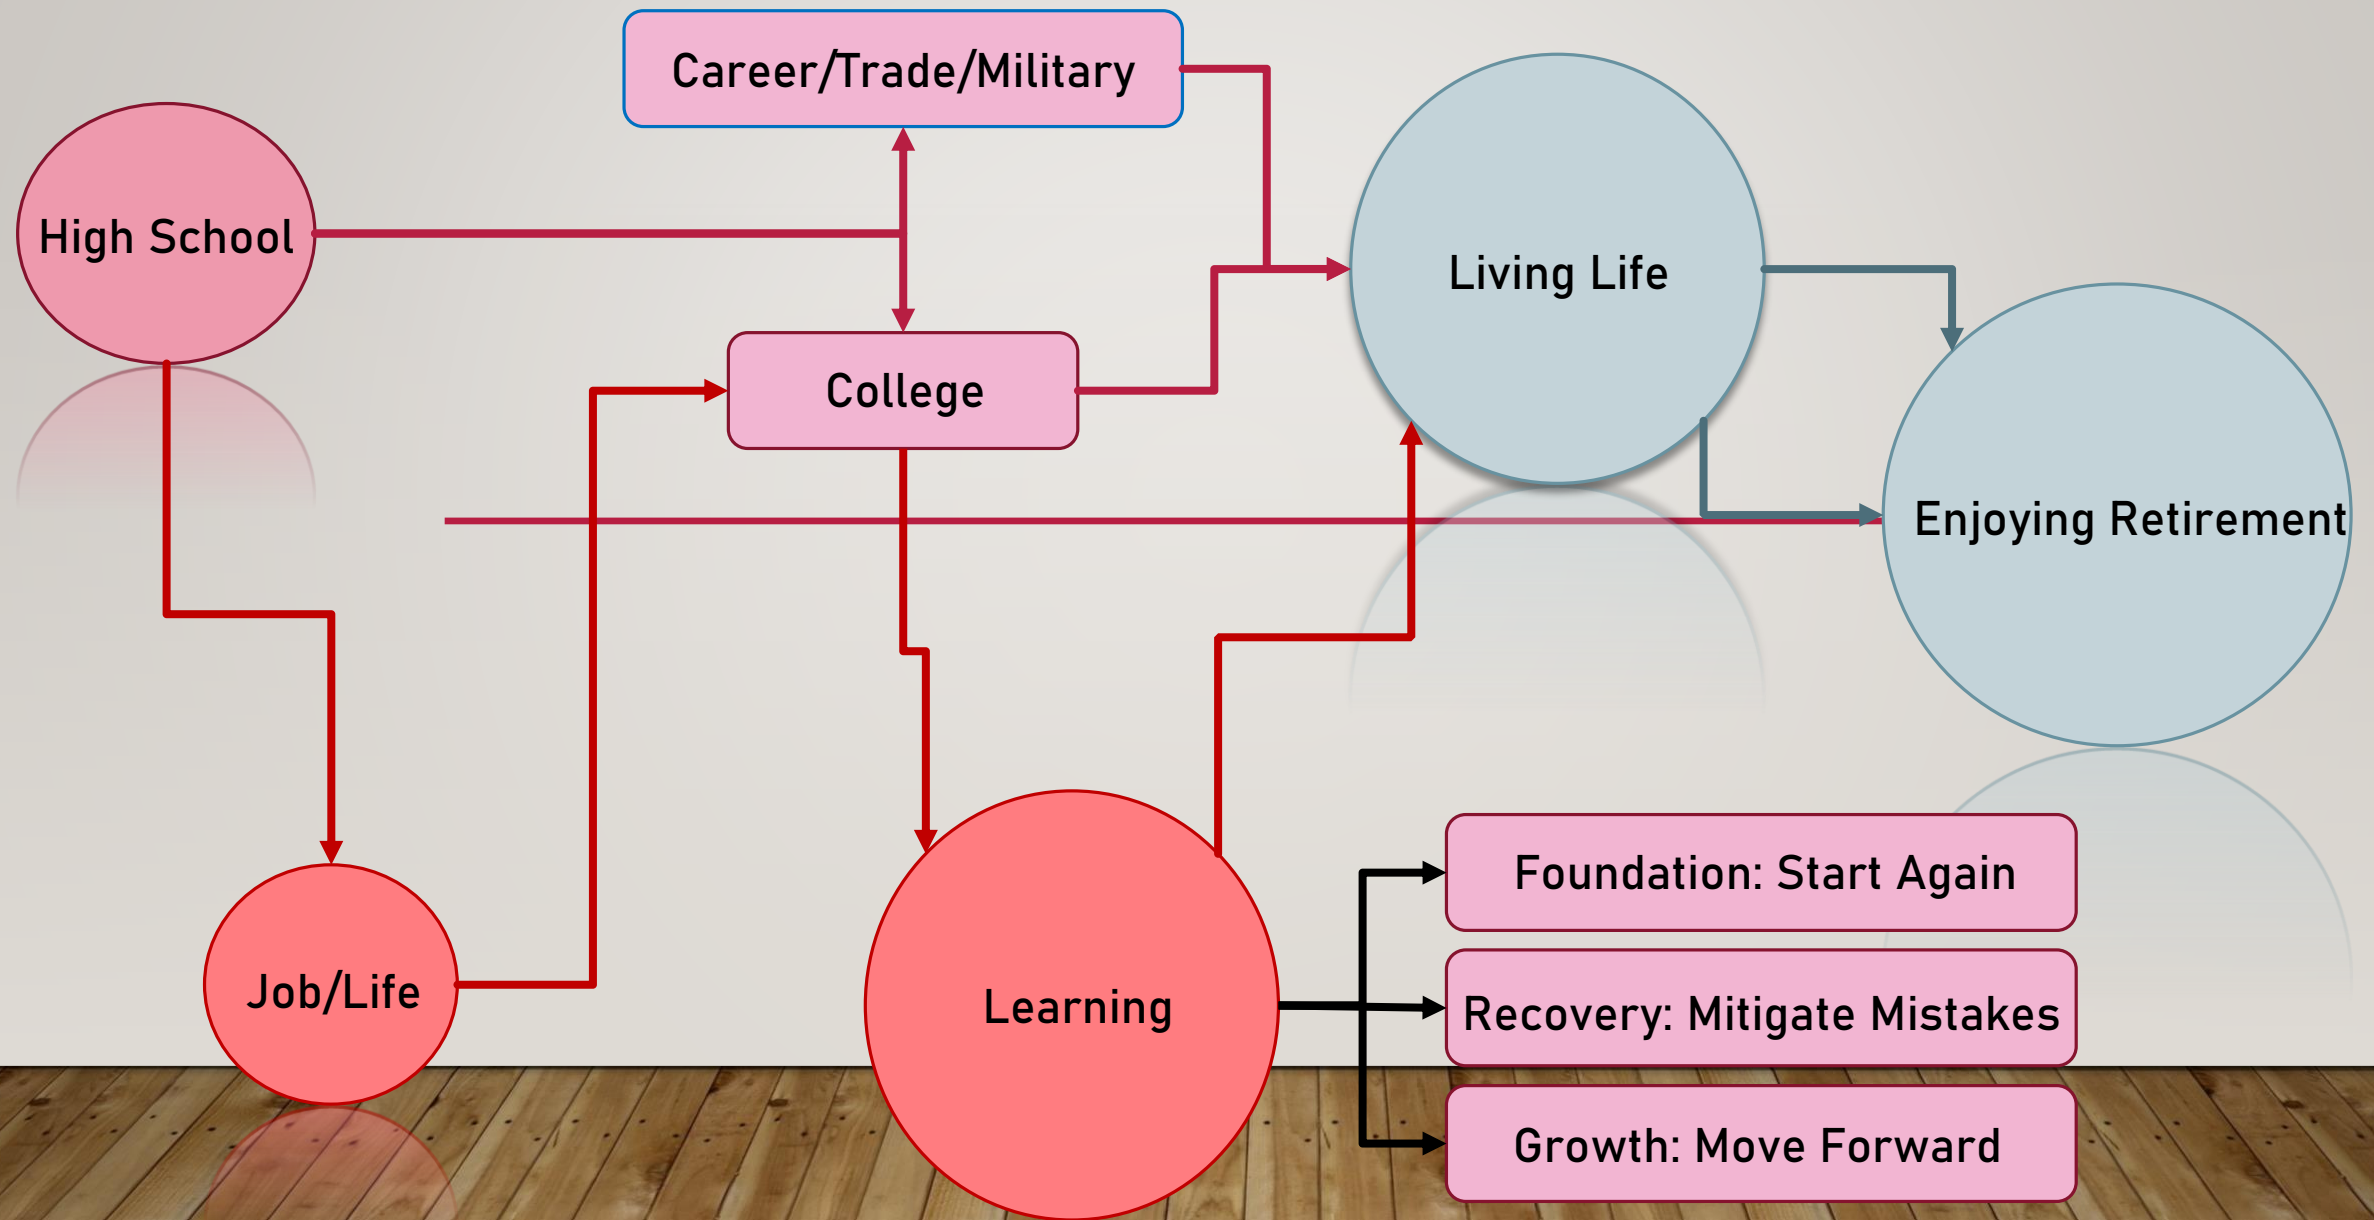 Career/Trade/Military
High School
Living Life
College
Enjoying Retirement
Job/Life
Learning
Foundation: Start Again
Recovery: Mitigate Mistakes
Growth: Move Forward